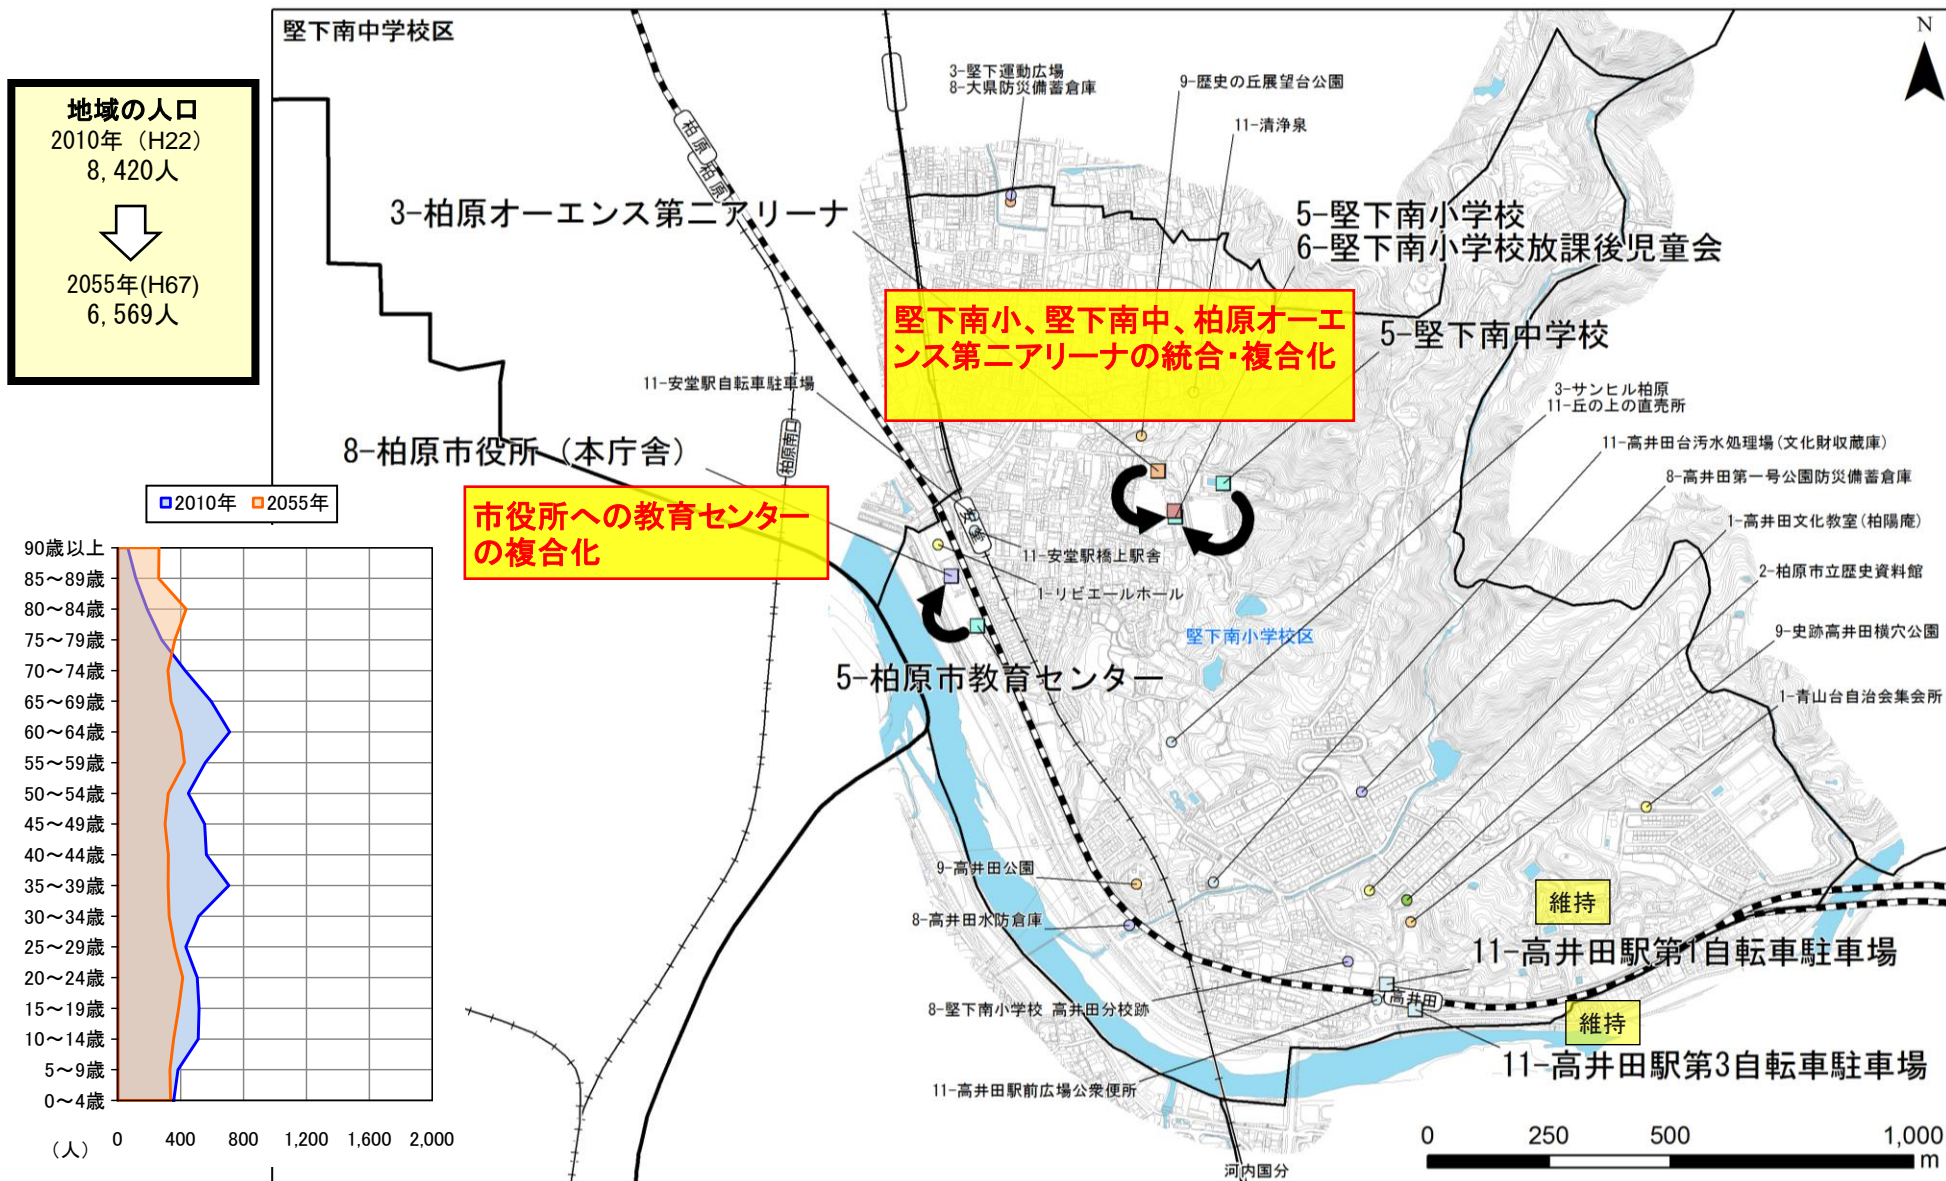 堅下南中学校区
N
地域の人口
2010年（H22）
8,420人
2055年(H67)
6,569人
3-堅下運動広場
8-大県防災備蓄倉庫
9-歴史の丘展望台公園
11-清浄泉
柏原
柏原
3-柏原オーエンス第二アリーナ
5-堅下南小学校
6-堅下南小学校放課後児童会
堅下南小、堅下南中、柏原オーエ
ンス第二アリーナの統合・複合化
5-堅下南中学校
11-安堂駅自転車駐車場
3-サンヒル柏原
11-丘の上の直売所
柏原南口
8-柏原市役所（本庁舎）
11-高井田台汚水処理場(文化財収蔵庫)
8-高井田第一号公園防災備蓄倉庫
市役所への教育センター
の複合化
安堂
1-高井田文化教室(柏陽庵)
11-安堂駅橋上駅舎
2-柏原市立歴史資料館
1-リビエールホール
堅下南小学校区
9-史跡高井田横穴公園
5-柏原市教育センター
1-青山台自治会集会所
9-高井田公園
8-高井田水防倉庫
維持
11-高井田駅第1自転車駐車場
高井田
8-堅下南小学校 高井田分校跡
維持
11-高井田駅第3自転車駐車場
11-高井田駅前広場公衆便所
河内国分
0 250 500 1,000
m
2010年 2055年
90歳以上
85～89歳
80～84歳
75～79歳
70～74歳
65～69歳
60～64歳
55～59歳
50～54歳
45～49歳
40～44歳
35～39歳
30～34歳
25～29歳
20～24歳
15～19歳
10～14歳
5～9歳
0～4歳
（人） 0 400 800 1,200 1,600 2,000